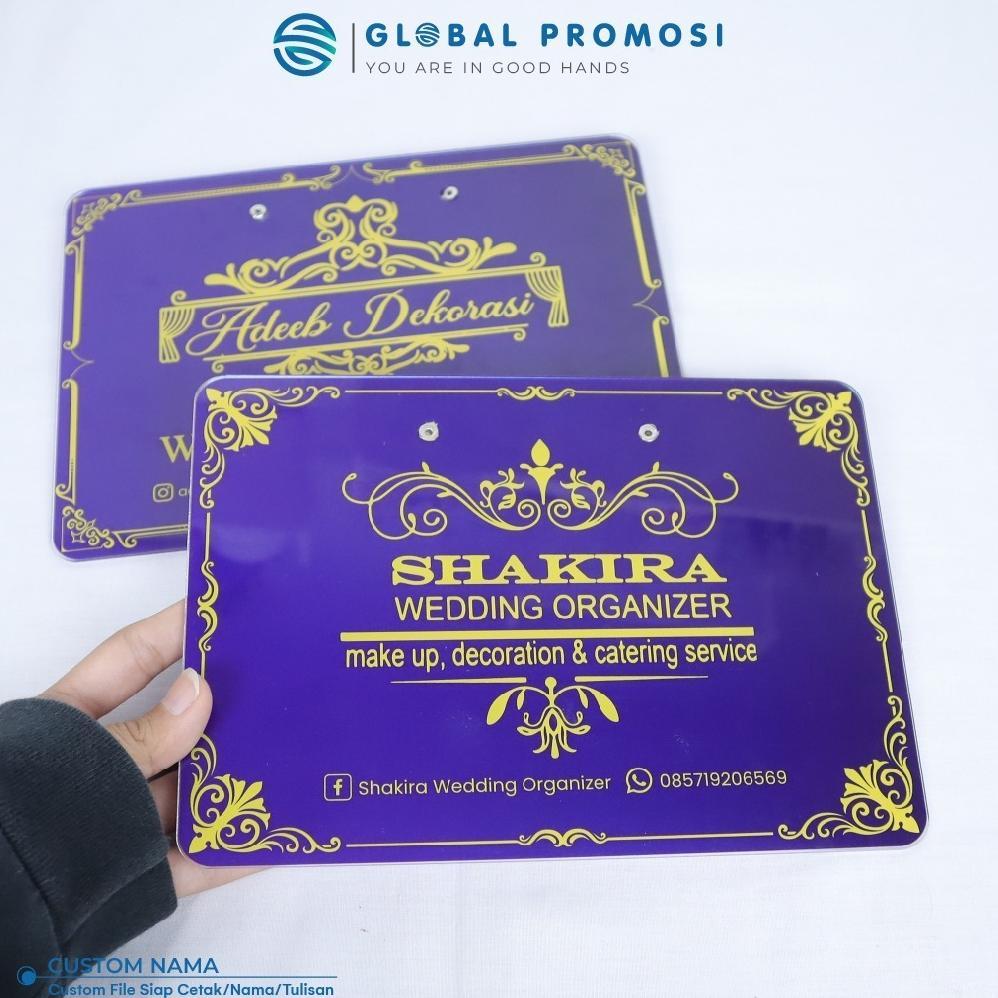 GLOBAL PROMOSI
YOU ARE IN GOOD HANDS
Adeeb Dekorasi
W
SHAKIRA
WEDDING ORGANIZER
make up, decoration & catering service
Shakira Wedding Organizer 085719206569
CUSTOM NAMA
Custom File Siap Cetak/Nama/Tulisan